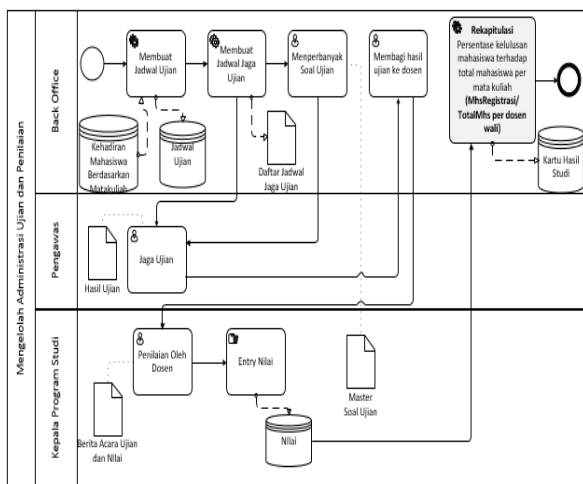 Mengelolah Administrasi Ujian dan Penilaian
Back Office
Membuat
Jadwal Ujian
Membuat
Jadwal Jaga
Ujian
Menperbanyak
Soal Ujian
Membagi hasil
ujian ke dosen
Rekapitulasi
Persentase kelulusan
mahasiswa terhadap
total mahasiswa per
mata kuliah
(MhsRegistrasi/
TotalMhs per dosen
wali)
Kehadiran
Mahasiswa
Berdasarkan
Matakuliah
Jadwal
Ujian
Daftar Jadwal
Jaga Ujian
Kartu Hasil
Studi
Pengawas
Hasil Ujian
Jaga Ujian
Kepala Program Studi
Penilaian Oleh
Dosen
Entry Nilai
Master
Soal Ujian
Berita Acara Ujian
dan NIlai
NIlai